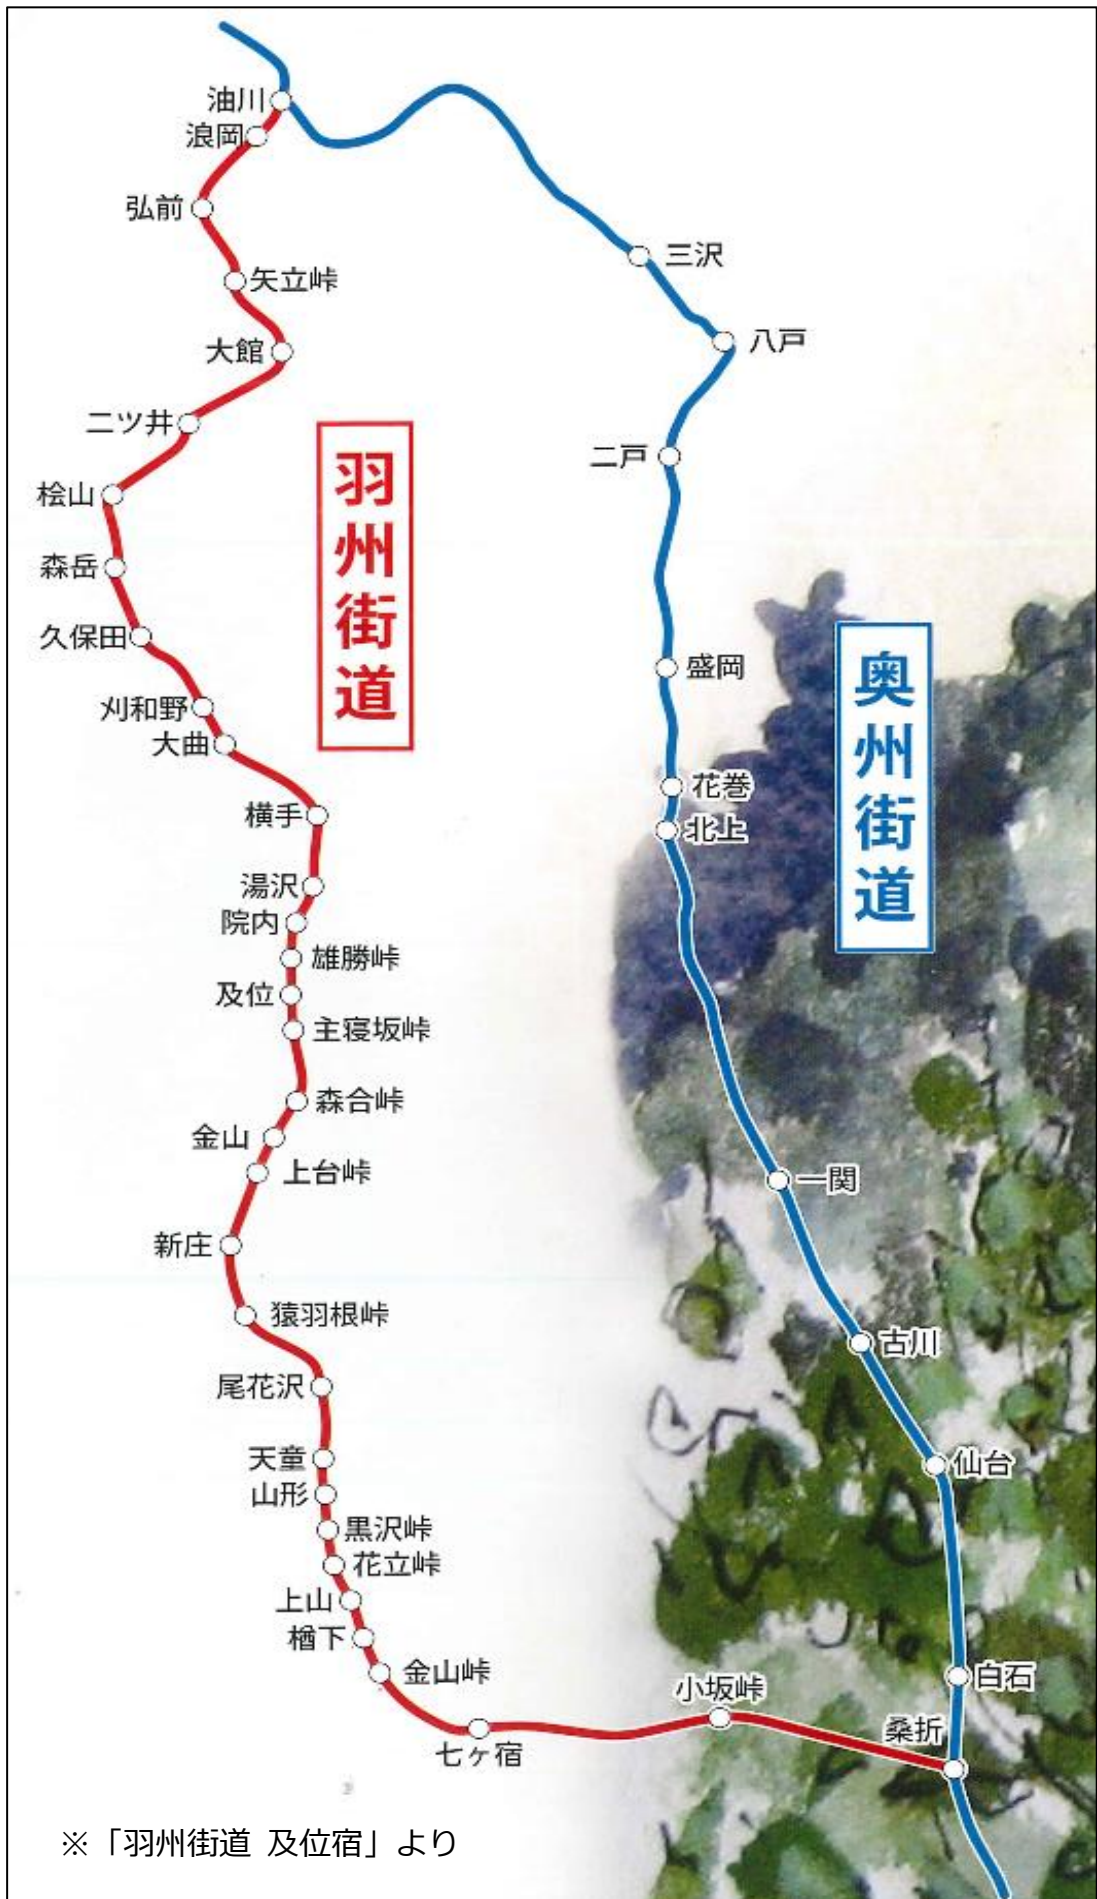 油川
浪岡
弘前
矢立峠
大館
二ツ井
桧山
森岳
久保田
刈和野
大曲
横手
湯沢
院内
雄勝峠
及位
主寝坂峠
森合峠
金山
上台峠
新庄
猿羽根峠
尾花沢
天童
山形
黒沢峠
花立峠
上山
楢下
金山峠
七ヶ宿
小坂峠
桑折
羽州街道
三沢
八戸
二戸
盛岡
花巻
北上
一関
古川
仙台
白石
奥州街道
※「羽州街道 及位宿」より